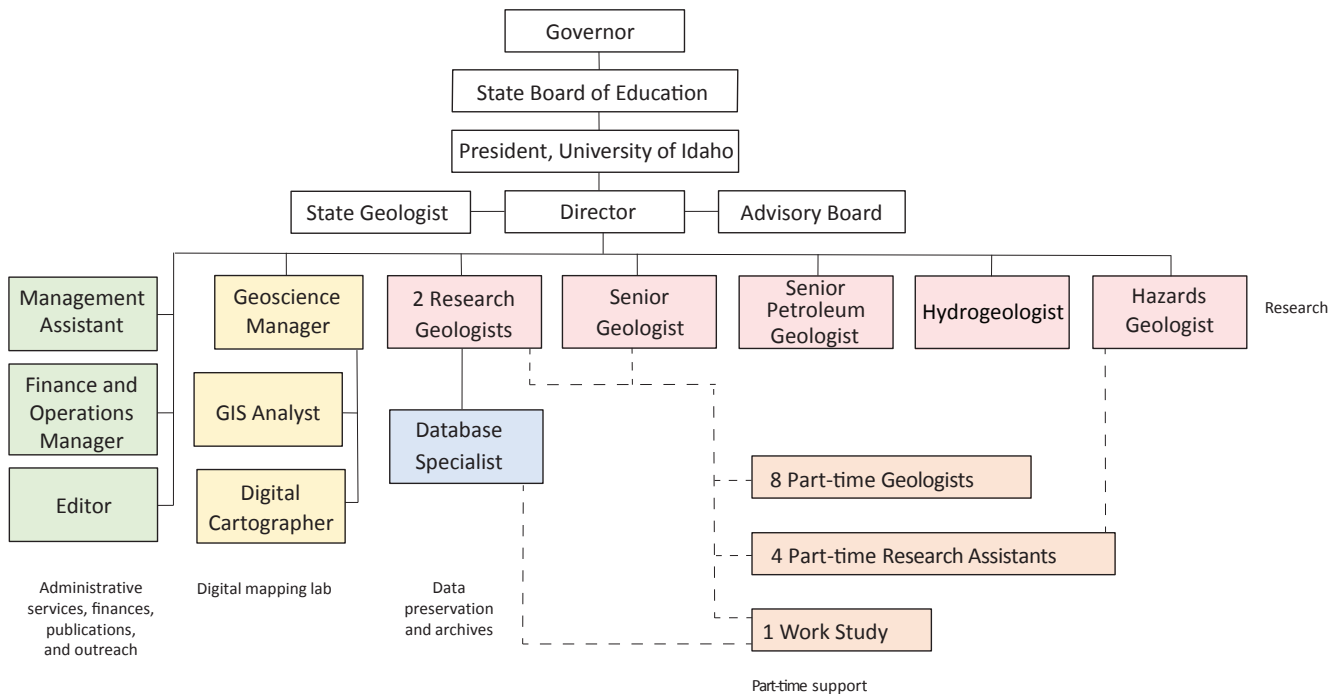 Governor
State Board of Education
President, University of Idaho
State Geologist
Director
Advisory Board
Management
Assistant
Geoscience
Manager
2 Research
Geologists
Senior
Geologist
Senior
Petroleum
Geologist
Hydrogeologist
Hazards
Geologist
Research
Finance and
Operations
Manager
GIS Analyst
Database
Specialist
Editor
Digital
Cartographer
8 Part-time Geologists
4 Part-time Research Assistants
1 Work Study
Administrative
services, finances,
publications,
and outreach
Digital mapping lab
Data
preservation
and archives
Part-time support